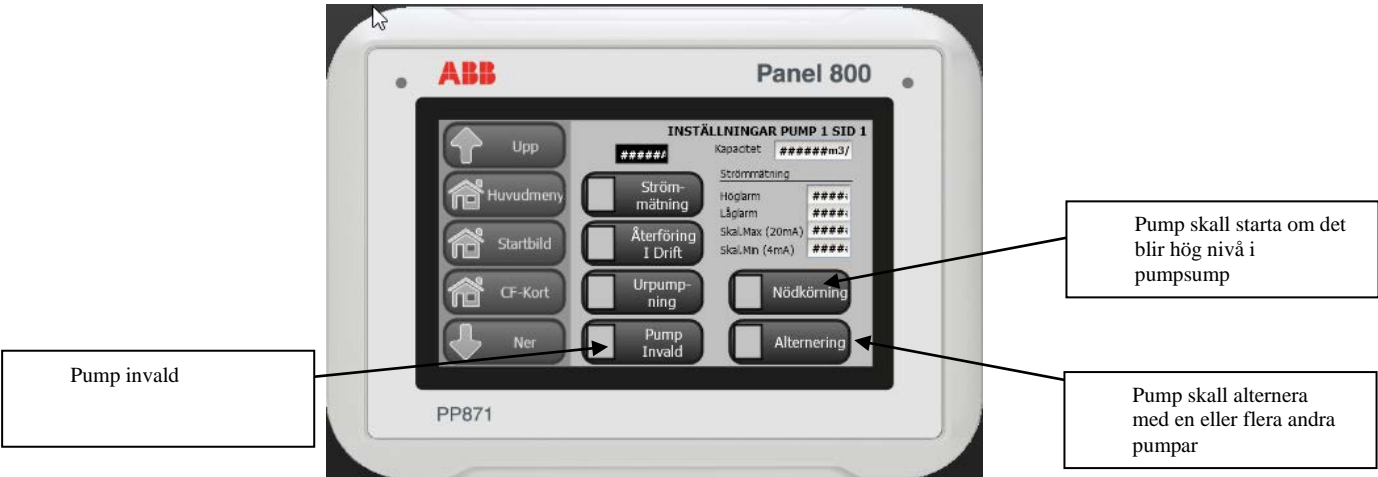 ABB
Panel 800
INSTÄLLNINGAR PUMP 1 SID 1
Upp
Huvudmeny
Startbild
CF-Kort
Ner
#####
Ström-
mätning
Återföring
I Drift
Urpump-
ning
Pump
Invald
Kapacitet ######m3/
Strömmätning
Höglarm ####
Låglarm ####
Skal.Max (20mA) ####
Skal.Min (4mA) ####
Nödkörning
Alternering
PP871
Pump invald
Pump skall starta om det
blir hög nivå i
pumpsump
Pump skall alternera
med en eller flera andra
pumpar